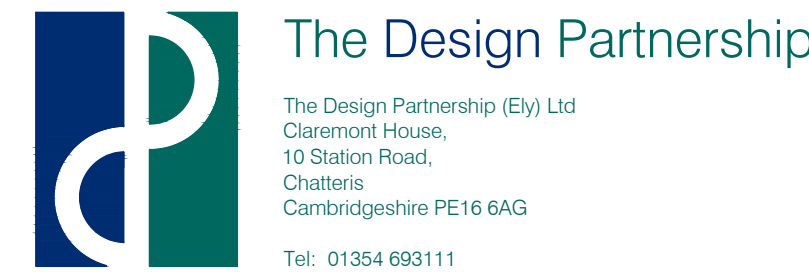 The Design Partnership
The Design Partnership (Ely) Ltd
Claremont House,
10 Station Road,
Chatteris
Cambridgeshire PE16 6AG
Tel: 01354 693111